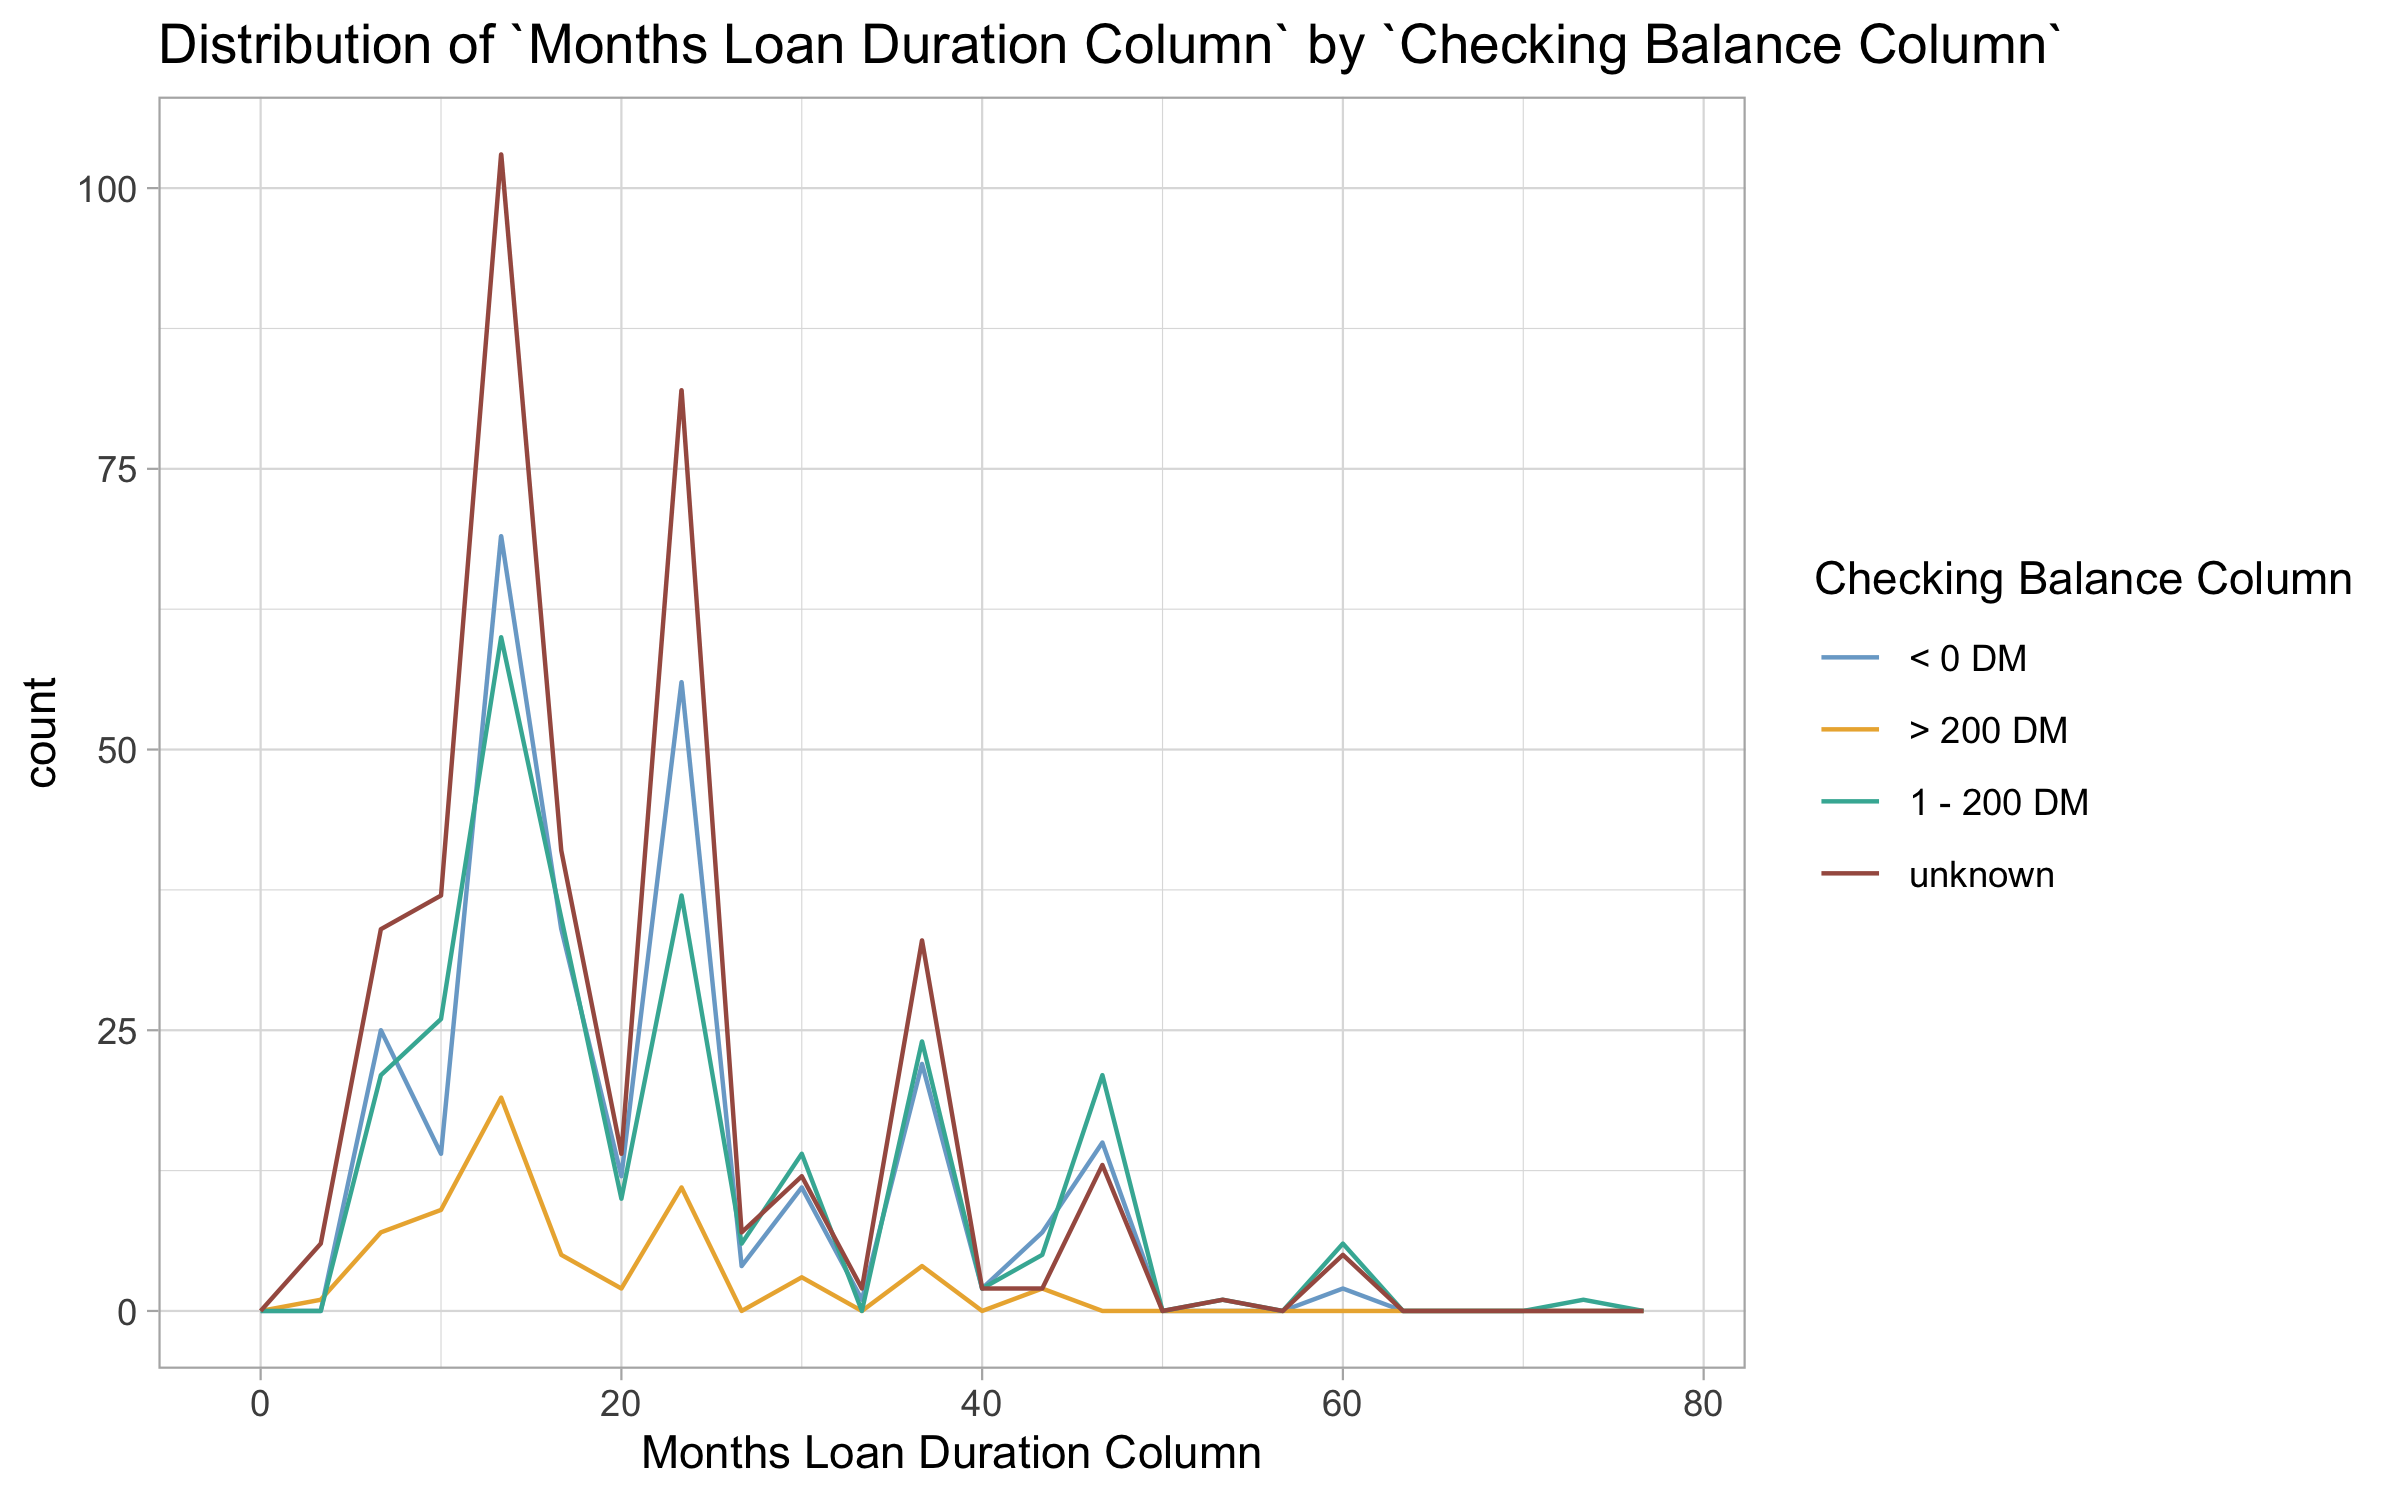 Distribution of `Months Loan Duration Column` by `Checking Balance Column`
100
75
50
25
0
count
0 20 40 60 80
Months Loan Duration Column
Checking Balance Column
< 0 DM
> 200 DM
1 - 200 DM
unknown